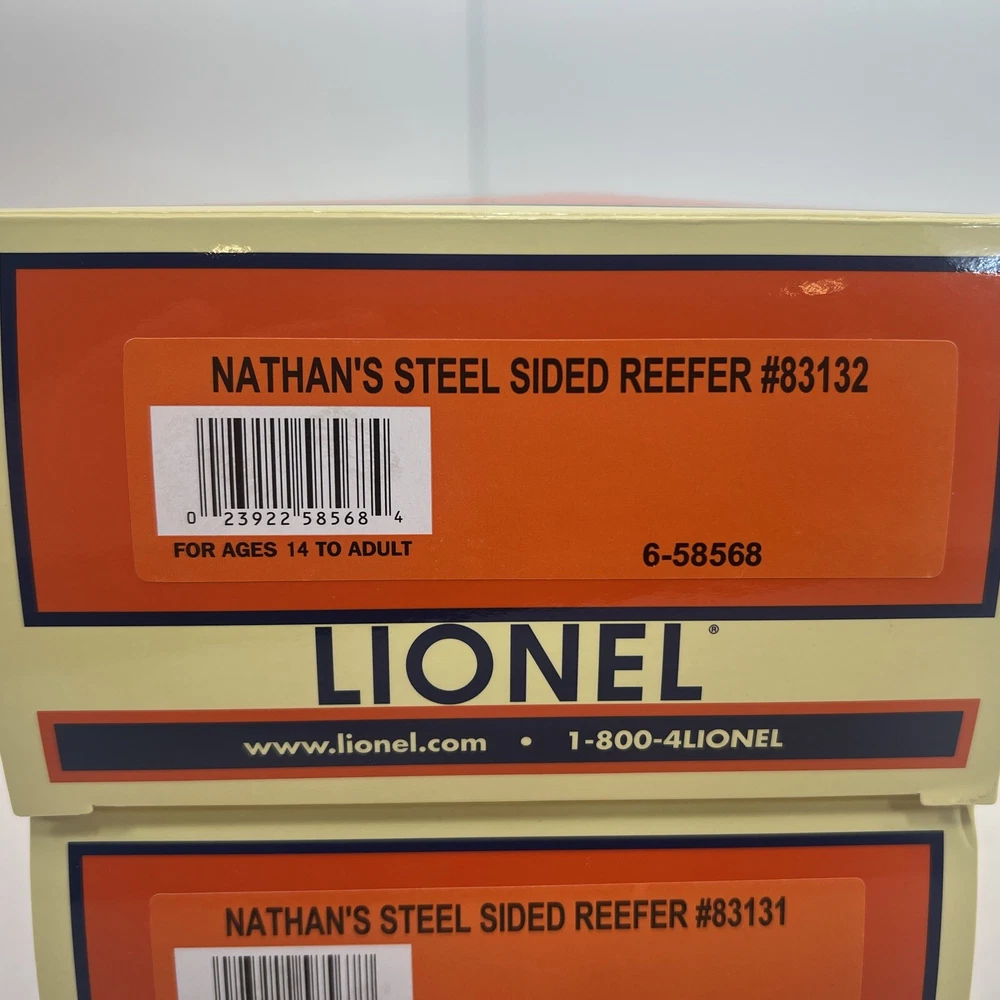 NATHAN'S STEEL SIDED REEFER #83132
0 23922 58568 4
FOR AGES 14 TO ADULT
6-58568
LIONEL®
www.lionel.com • 1-800-4LIONEL
NATHAN'S STEEL SIDED REEFER #83131